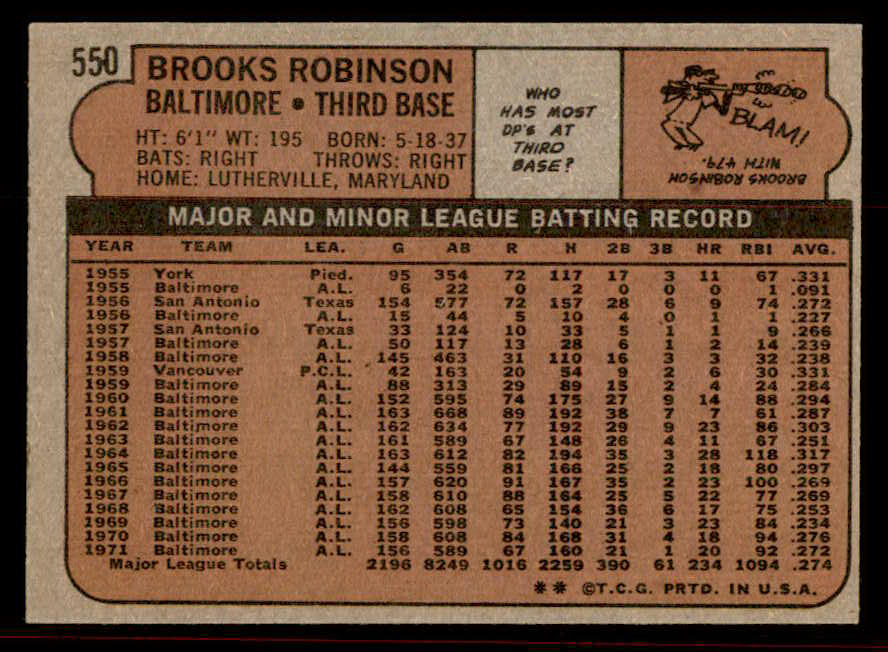 550
BROOKS ROBINSON
BALTIMORE • THIRD BASE
HT: 6'1" WT: 195 BORN: 5-18-37
BATS: RIGHT THROWS: RIGHT
HOME: LUTHERVILLE, MARYLAND
WHO
HAS MOST
DP's AT
THIRD
BASE?
BLAM!
BROOKS ROBINSON
WITH 479.
MAJOR AND MINOR LEAGUE BATTING RECORD
YEAR TEAM LEA. G AB R H 2B 3B HR RBI AVG.
1955 York Pied. 95 354 72 117 17 3 11 67 .331
1955 Baltimore A.L. 6 22 0 2 0 0 0 1 .091
1956 San Antonio Texas 154 577 72 157 28 6 9 74 .272
1956 Baltimore A.L. 15 44 5 10 4 0 1 1 .227
1957 San Antonio Texas 33 124 10 33 5 1 1 9 .266
1957 Baltimore A.L. 50 117 13 28 6 1 2 14 .239
1958 Baltimore A.L. 145 463 31 110 16 3 3 32 .238
1959 Vancouver P.C.L. 42 163 20 54 9 2 6 30 .331
1959 Baltimore A.L. 88 313 29 89 15 2 4 24 .284
1960 Baltimore A.L. 152 595 74 175 27 9 14 88 .294
1961 Baltimore A.L. 163 668 89 192 38 7 7 61 .287
1962 Baltimore A.L. 162 634 77 192 29 9 23 86 .303
1963 Baltimore A.L. 161 589 67 148 26 4 11 67 .251
1964 Baltimore A.L. 163 612 82 194 35 3 28 118 .317
1965 Baltimore A.L. 144 559 81 166 25 2 18 80 .297
1966 Baltimore A.L. 157 620 91 167 35 2 23 100 .269
1967 Baltimore A.L. 158 610 88 164 25 5 22 77 .269
1968 Baltimore A.L. 162 608 65 154 36 6 17 75 .253
1969 Baltimore A.L. 156 598 73 140 21 3 23 84 .234
1970 Baltimore A.L. 158 608 84 168 31 4 18 94 .276
1971 Baltimore A.L. 156 589 67 160 21 1 20 92 .272
Major League Totals 2196 8249 1016 2259 390 61 234 1094 .274
** ©T.C.G. PRTD. IN U.S.A.